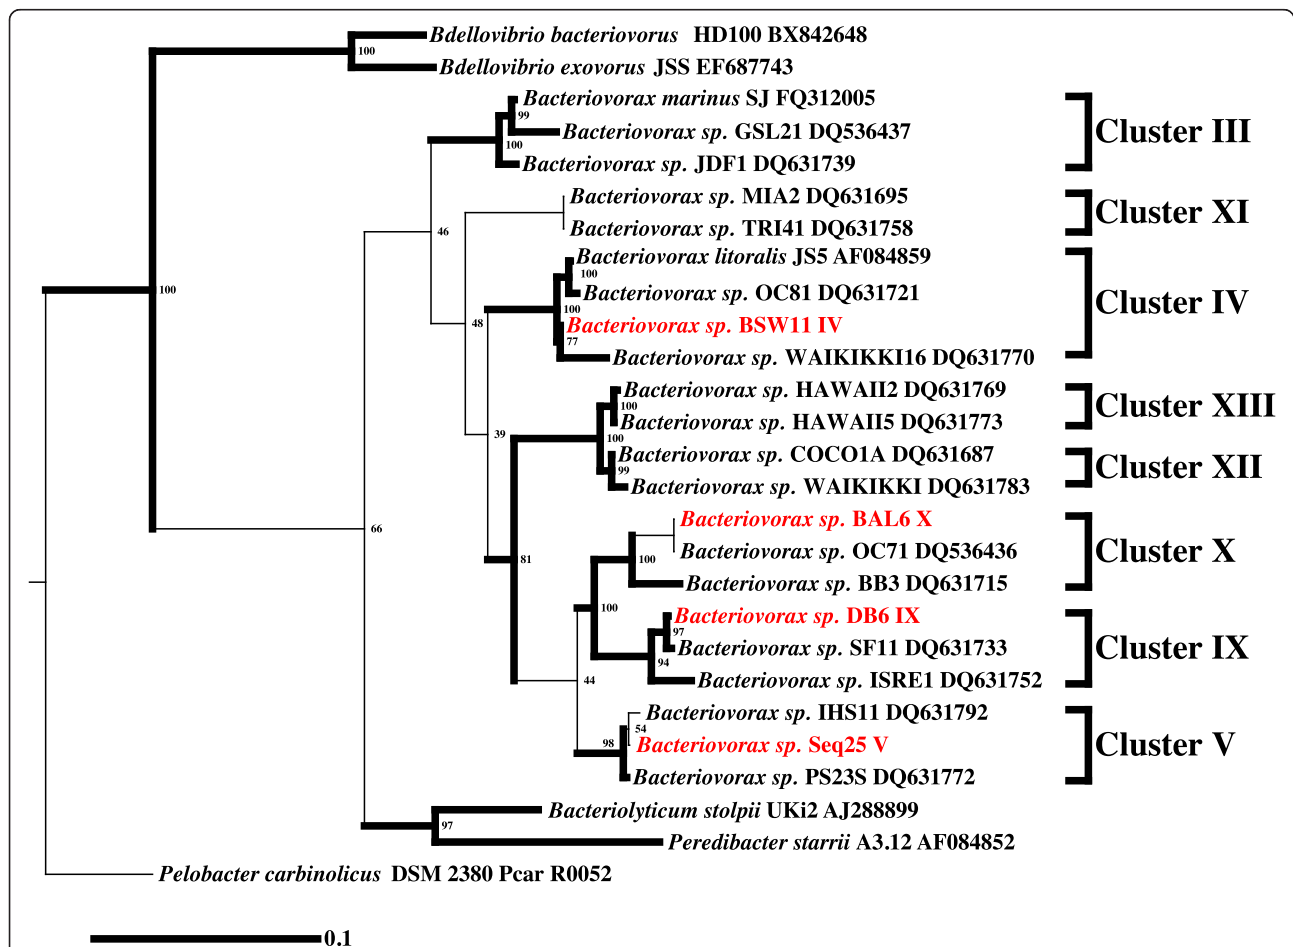 Bdellovibrio bacteriovorus HD100 BX842648
100
Bdellovibrio exovorus JSS EF687743
Bacteriovorax marinus SJ FQ312005
99
Bacteriovorax sp. GSL21 DQ536437
Cluster III
100
Bacteriovorax sp. JDF1 DQ631739
Bacteriovorax sp. MIA2 DQ631695
Cluster XI
Bacteriovorax sp. TRI41 DQ631758
46
Bacteriovorax litoralis JS5 AF084859
100
Bacteriovorax sp. OC81 DQ631721
100
Cluster IV
100
Bacteriovorax sp. BSW11 IV
48
77
Bacteriovorax sp. WAIKIKKI16 DQ631770
Bacteriovorax sp. HAWAII2 DQ631769
100
Cluster XIII
Bacteriovorax sp. HAWAII5 DQ631773
39
100
Bacteriovorax sp. COCO1A DQ631687
99
Cluster XII
Bacteriovorax sp. WAIKIKKI DQ631783
Bacteriovorax sp. BAL6 X
66
Bacteriovorax sp. OC71 DQ536436
Cluster X
81
100
Bacteriovorax sp. BB3 DQ631715
100
Bacteriovorax sp. DB6 IX
97
Bacteriovorax sp. SF11 DQ631733
Cluster IX
94
44
Bacteriovorax sp. ISRE1 DQ631752
Bacteriovorax sp. IHS11 DQ631792
54
98
Bacteriovorax sp. Seq25 V
Cluster V
Bacteriovorax sp. PS23S DQ631772
Bacteriolyticum stolpii UKi2 AJ288899
97
Peredibacter starrii A3.12 AF084852
Pelobacter carbinolicus DSM 2380 Pcar R0052
0.1